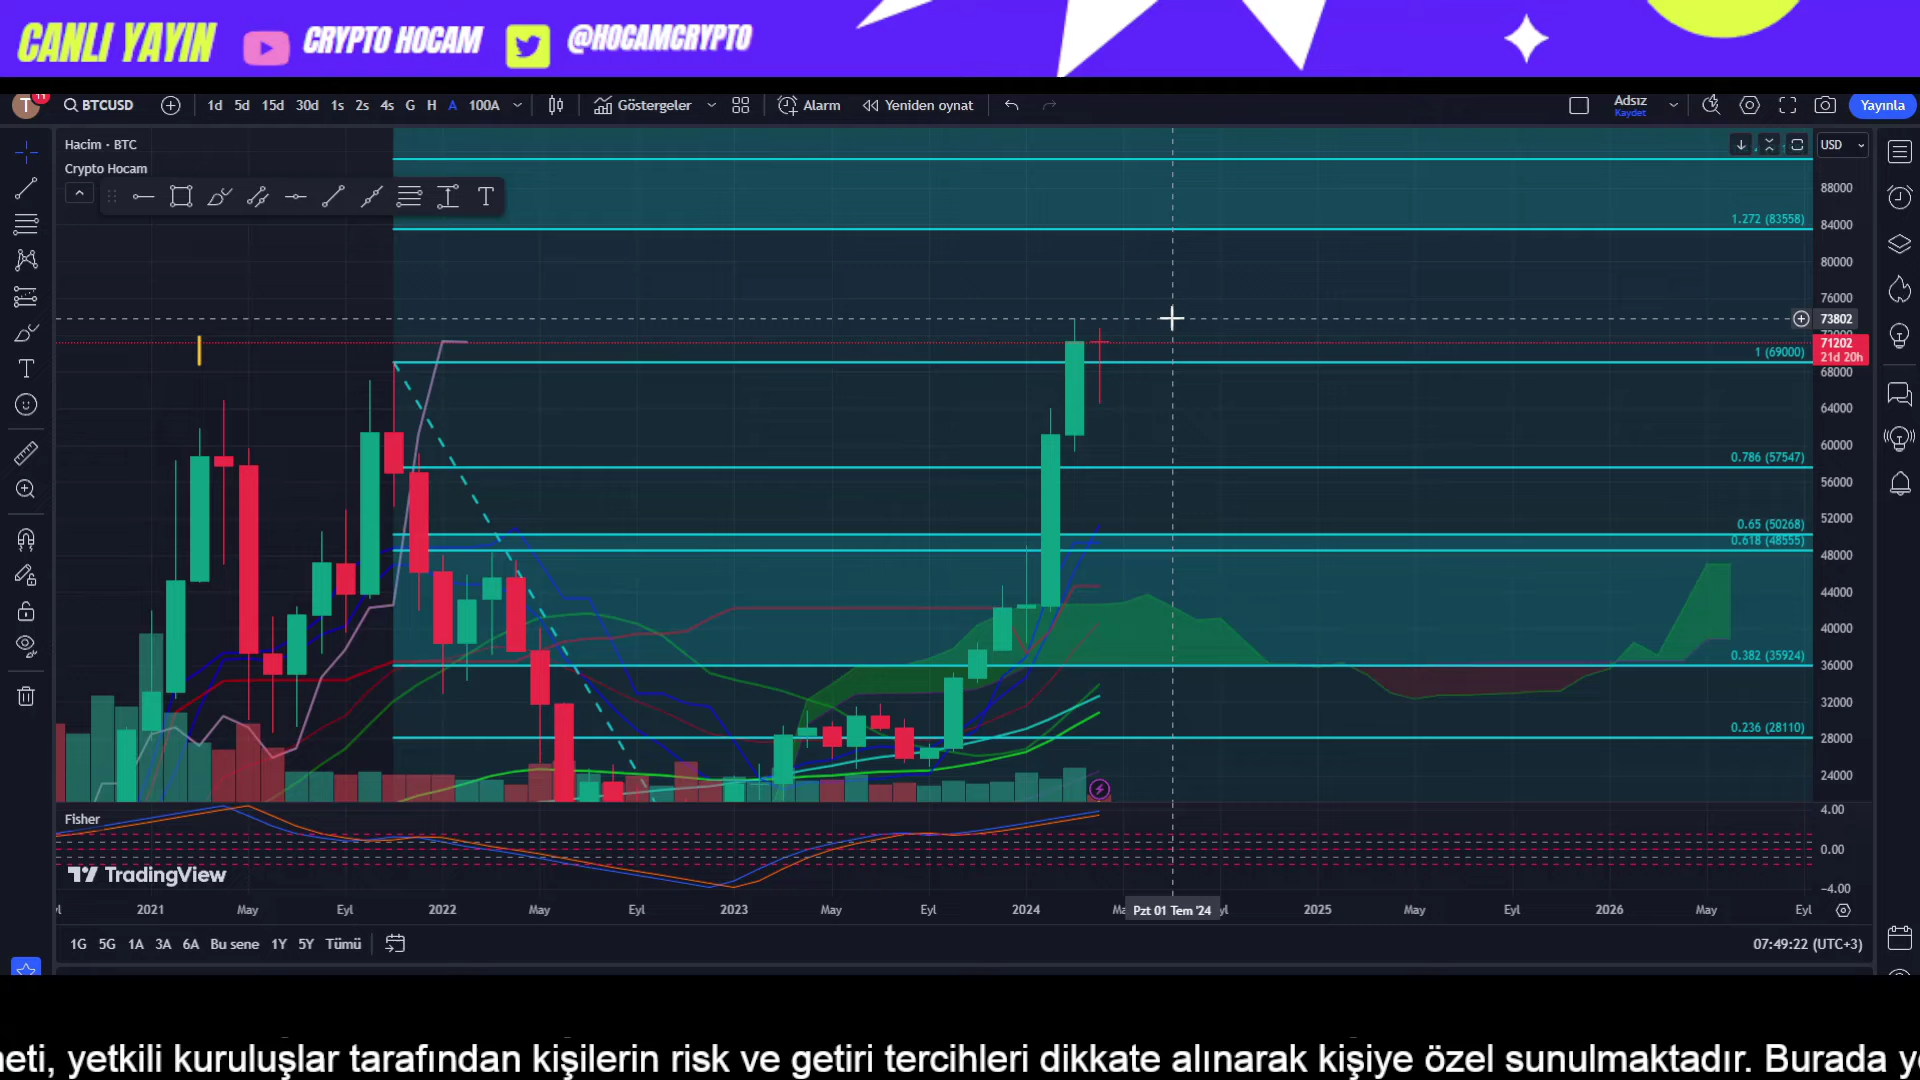 CANLI YAYIN CRYPTO HOCAM @HOCAMCRYPTO
T 11 BTCUSD 1d 5d 15d 30d 1s 2s 4s G H A 100A Göstergeler Alarm Yeniden oynat Adsız Kaydet Yayınla
Hacim · BTC USD
Crypto Hocam
88000
1.272 (83558)
84000
80000
76000
73802
71202
21d 20h
1 (69000)
68000
64000
60000
0.786 (57547)
56000
0.65 (50268)
52000
0.618 (48555)
48000
44000
40000
0.382 (35924)
36000
32000
0.236 (28110)
28000
24000
Fisher 4.00
0.00
TradingView
−4.00
2021 May Eyl 2022 May Eyl 2023 May Eyl 2024 Pzt 01 Tem '24 2025 May Eyl 2026 May Eyl
1G 5G 1A 3A 6A Bu sene 1Y 5Y Tümü 07:49:22 (UTC+3)
neti, yetkili kuruluşlar tarafından kişilerin risk ve getiri tercihleri dikkate alınarak kişiye özel sunulmaktadır. Burada ye